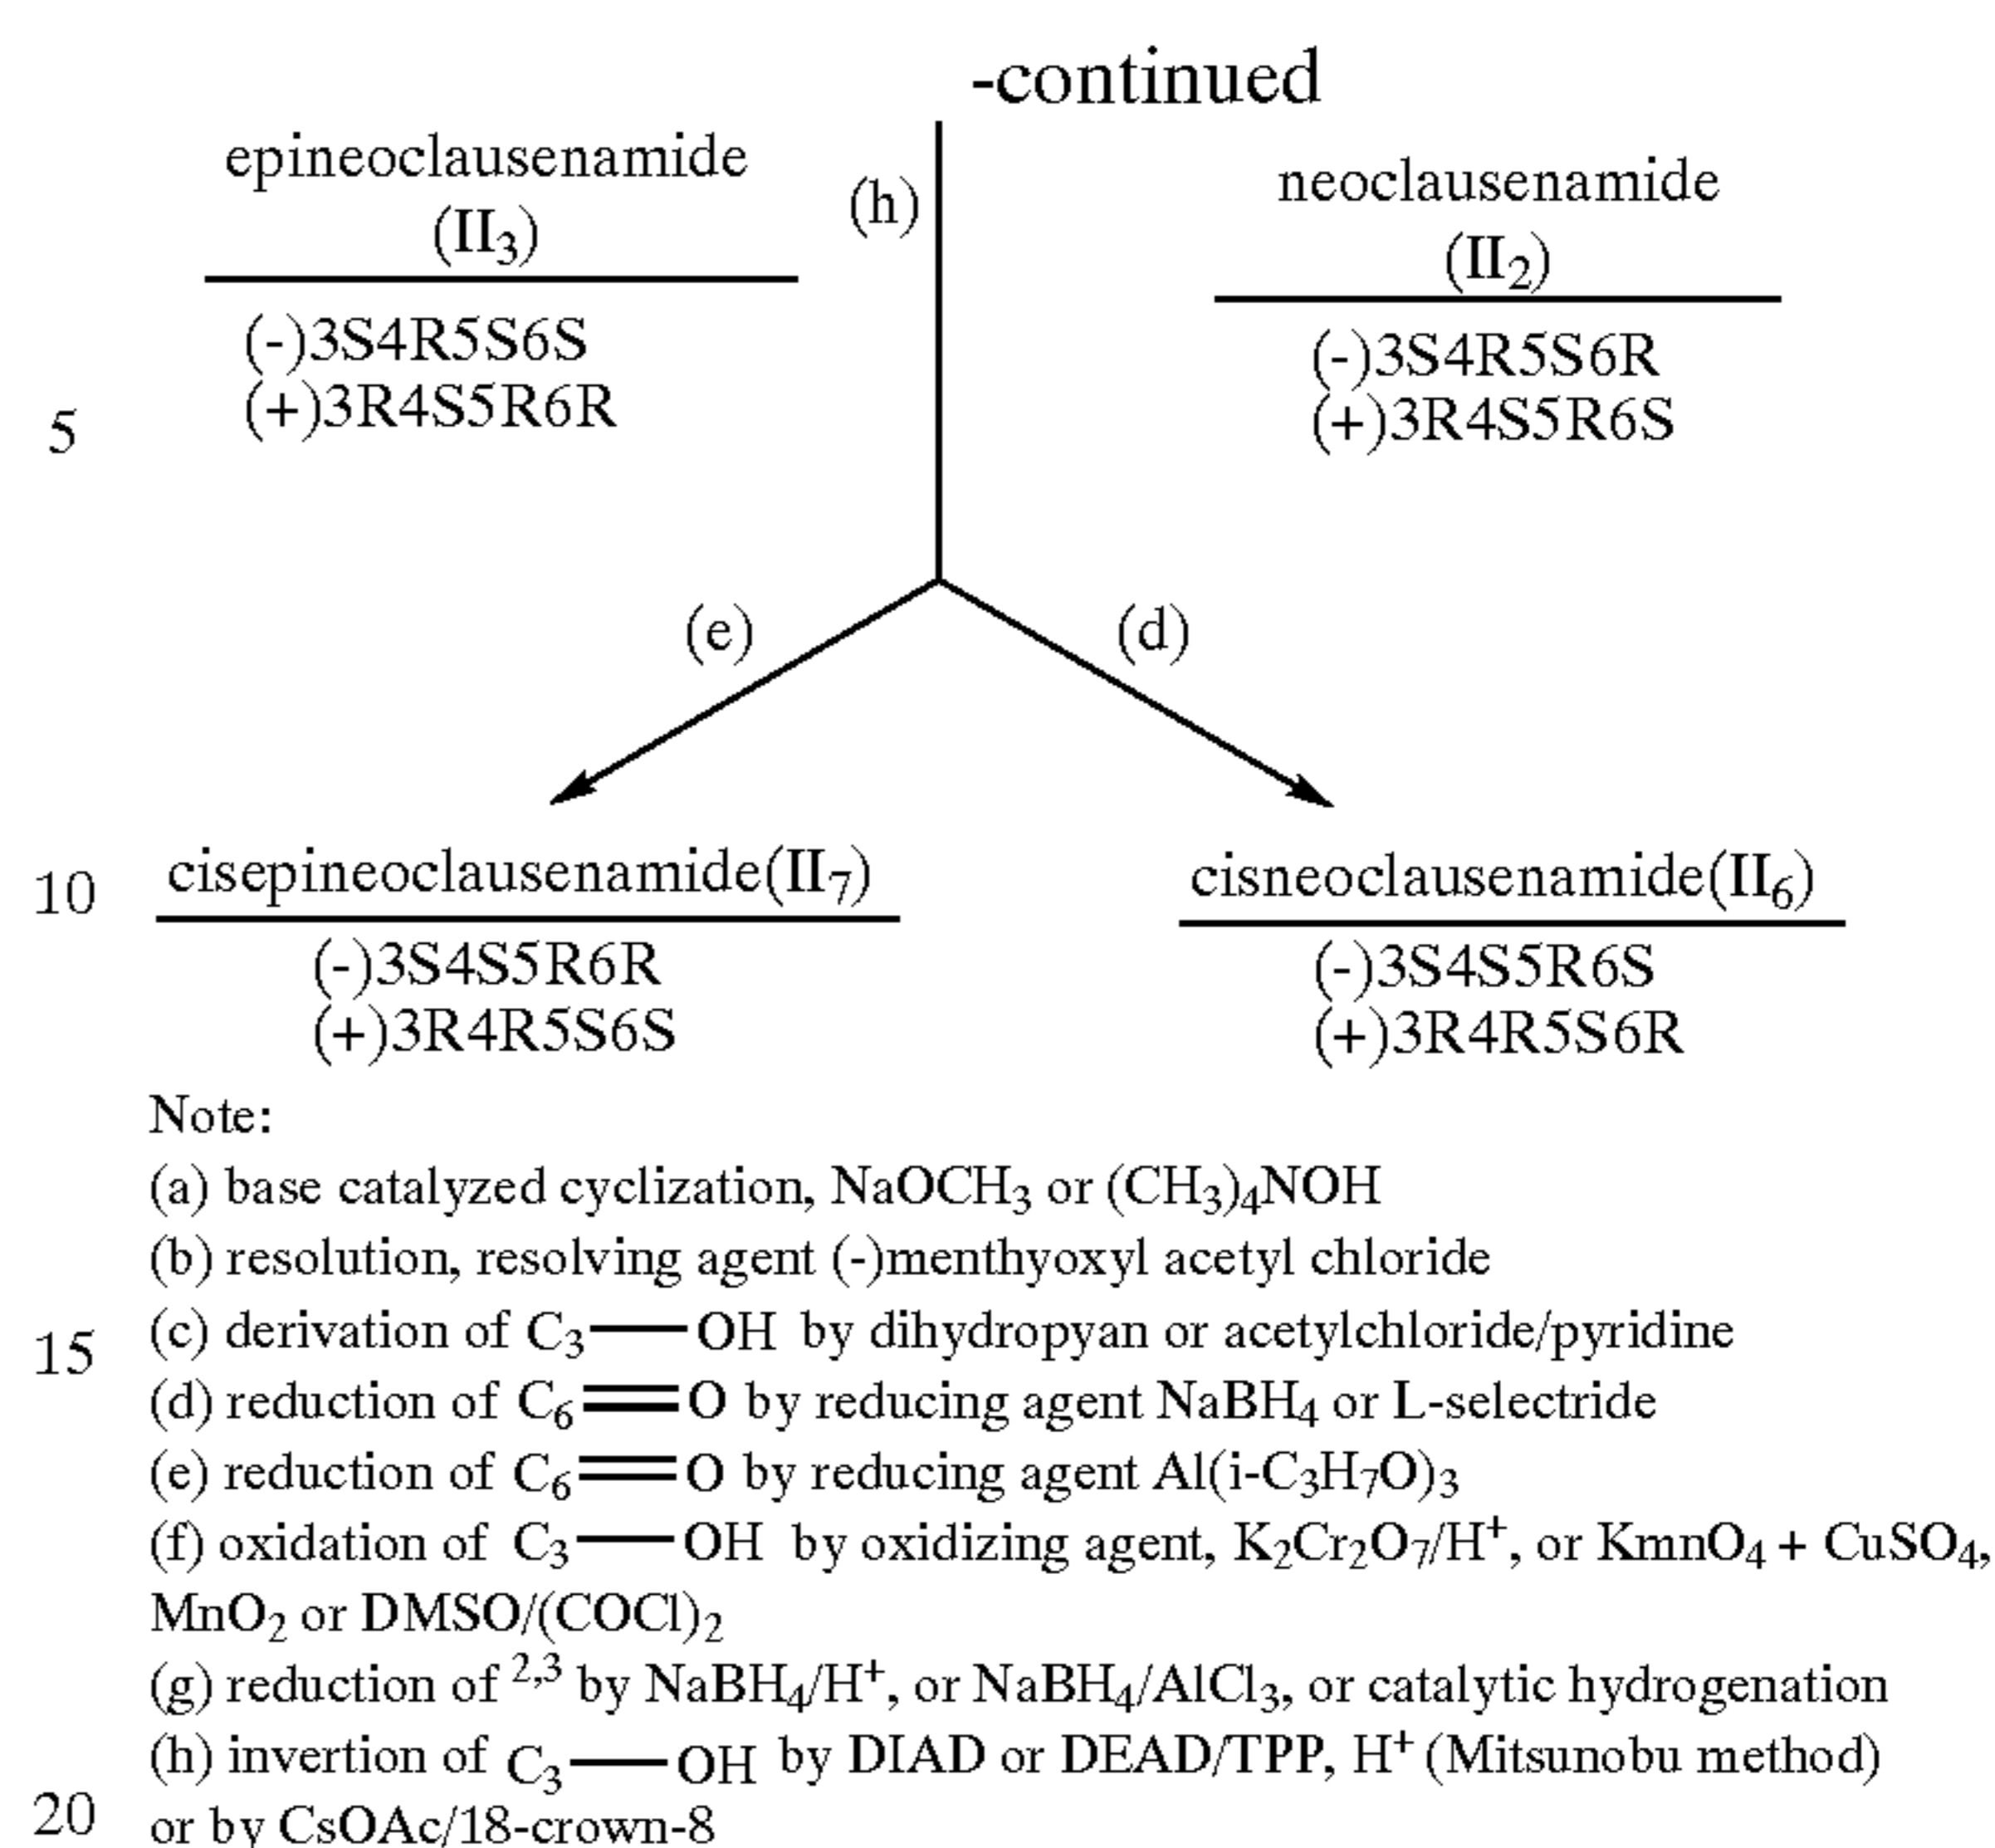 -continued
epineoclausenamide
(II₃)
(-)3S4R5S6S
(+)3R4S5R6R
(h)
neoclausenamide
(II₂)
(-)3S4R5S6R
(+)3R4S5R6S
5
(e)
(d)
10
cisepineoclausenamide(II₇)
(-)3S4S5R6R
(+)3R4R5S6S
cisneoclausenamide(II₆)
(-)3S4S5R6S
(+)3R4R5S6R
Note:
(a) base catalyzed cyclization, NaOCH₃ or (CH₃)₄NOH
(b) resolution, resolving agent (-)menthyoxyl acetyl chloride
15
(c) derivation of C₃—OH by dihydropyan or acetylchloride/pyridine
(d) reduction of C₆=O by reducing agent NaBH₄ or L-selectride
(e) reduction of C₆=O by reducing agent Al(i-C₃H₇O)₃
(f) oxidation of C₃—OH by oxidizing agent, K₂Cr₂O₇/H⁺, or KmnO₄ + CuSO₄,
MnO₂ or DMSO/(COCl)₂
(g) reduction of ²,³ by NaBH₄/H⁺, or NaBH₄/AlCl₃, or catalytic hydrogenation
(h) invertion of C₃—OH by DIAD or DEAD/TPP, H⁺ (Mitsunobu method)
20
or by CsOAc/18-crown-8